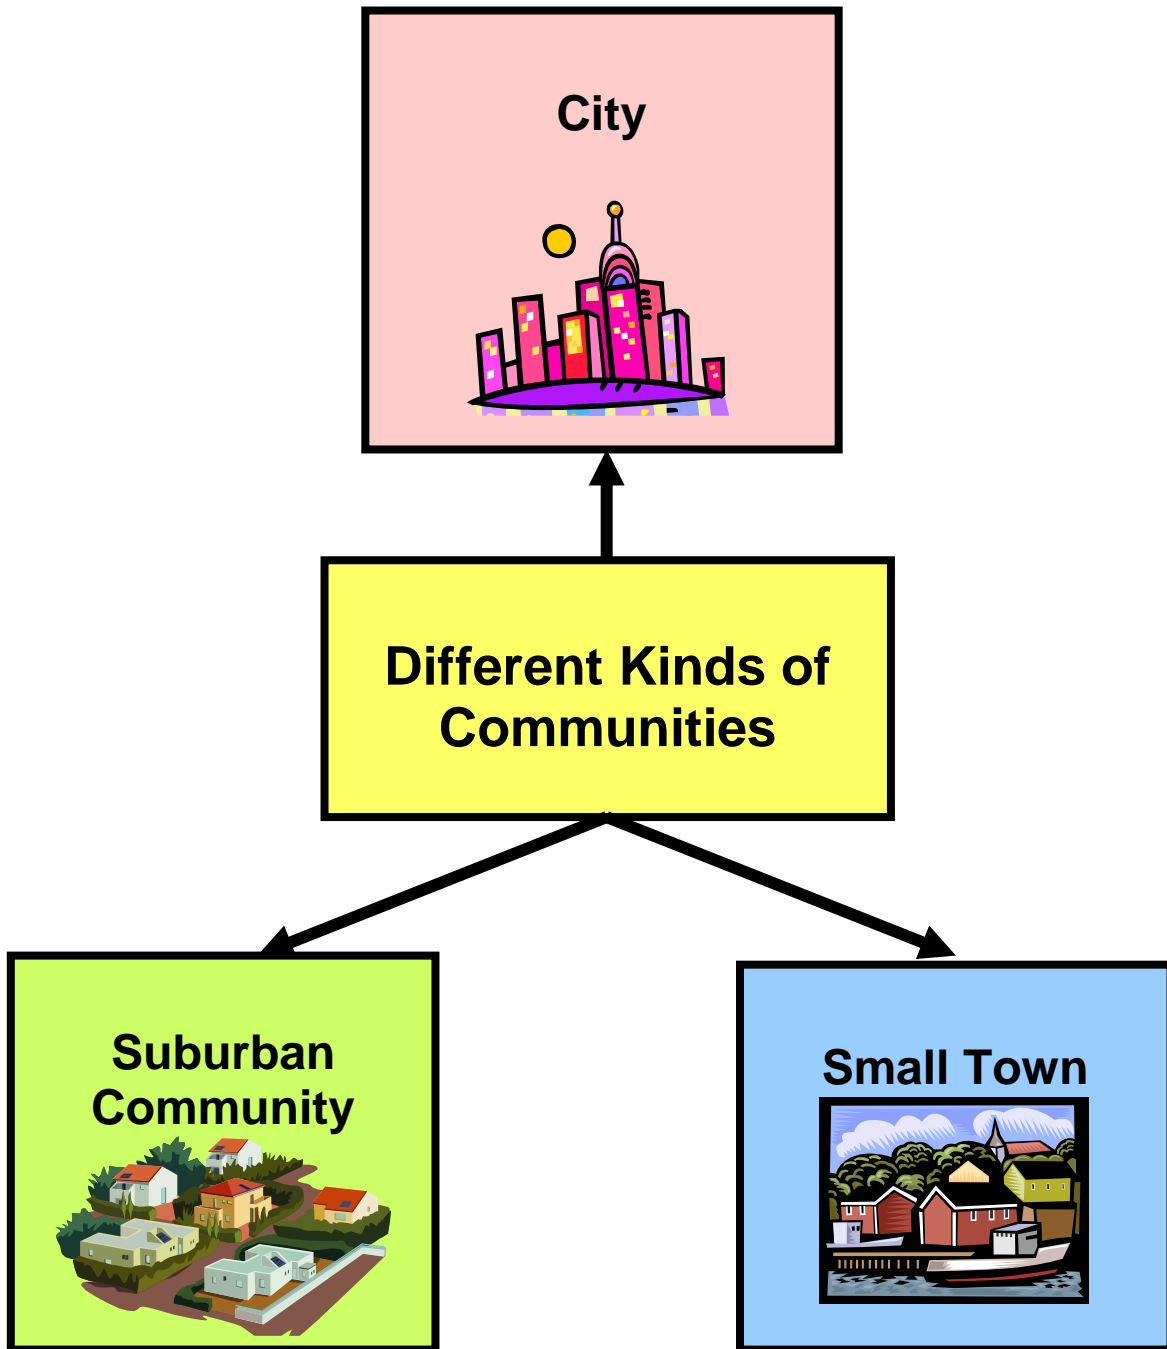 City
Different Kinds of
Communities
Suburban
Community
Small Town